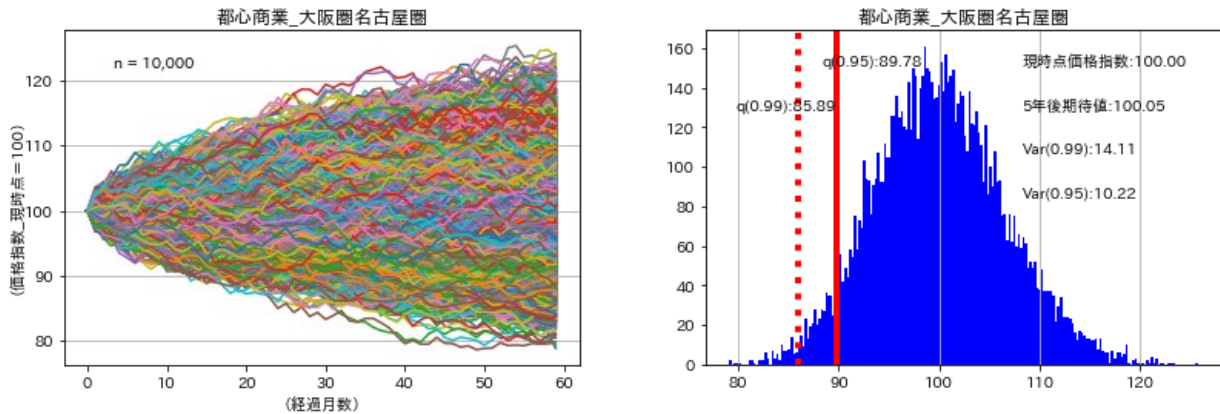 都心商業_大阪圏名古屋圏
n = 10,000
120
110
100
90
80
(価格指数_現時点=100)
0 10 20 30 40 50 60
(経過月数)
都心商業_大阪圏名古屋圏
160
140
120
100
80
60
40
20
0
q(0.95):89.78
q(0.99):85.89
現時点価格指数:100.00
5年後期待値:100.05
Var(0.99):14.11
Var(0.95):10.22
80 90 100 110 120